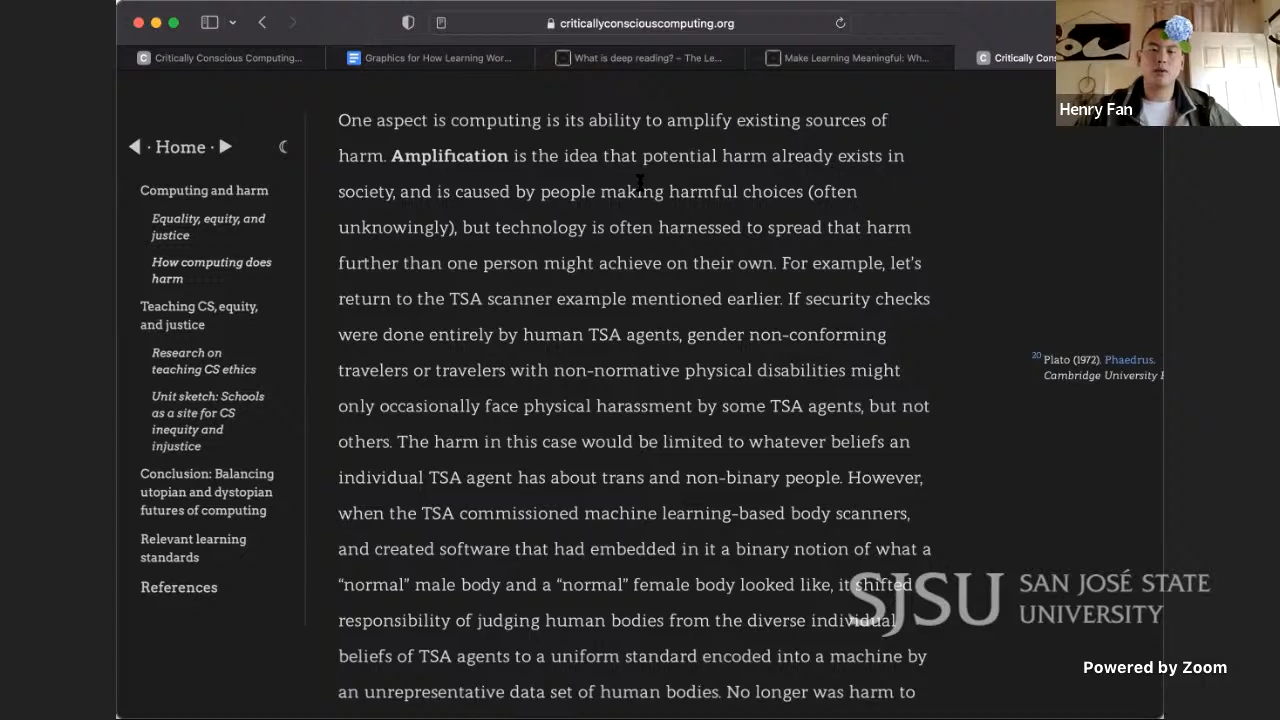 criticallyconsciouscomputing.org
Critically Conscious Computing...
Graphics for How Learning Wor...
What is deep reading? – The Le...
Make Learning Meaningful: Wh...
Critically Cons
Henry Fan
◀ · Home · ▶
Computing and harm
Equality, equity, and
justice
How computing does
harm
Teaching CS, equity,
and justice
Research on
teaching CS ethics
Unit sketch: Schools
as a site for CS
inequity and
injustice
Conclusion: Balancing
utopian and dystopian
futures of computing
Relevant learning
standards
References
One aspect is computing is its ability to amplify existing sources of
harm. Amplification is the idea that potential harm already exists in
society, and is caused by people making harmful choices (often
unknowingly), but technology is often harnessed to spread that harm
further than one person might achieve on their own. For example, let’s
return to the TSA scanner example mentioned earlier. If security checks
were done entirely by human TSA agents, gender non-conforming
travelers or travelers with non-normative physical disabilities might
only occasionally face physical harassment by some TSA agents, but not
others. The harm in this case would be limited to whatever beliefs an
individual TSA agent has about trans and non-binary people. However,
when the TSA commissioned machine learning-based body scanners,
and created software that had embedded in it a binary notion of what a
“normal” male body and a “normal” female body looked like, it shifted
responsibility of judging human bodies from the diverse individual
beliefs of TSA agents to a uniform standard encoded into a machine by
an unrepresentative data set of human bodies. No longer was harm to
20 Plato (1972). Phaedrus.
Cambridge University
SJSU SAN JOSÉ STATE
UNIVERSITY
Powered by Zoom